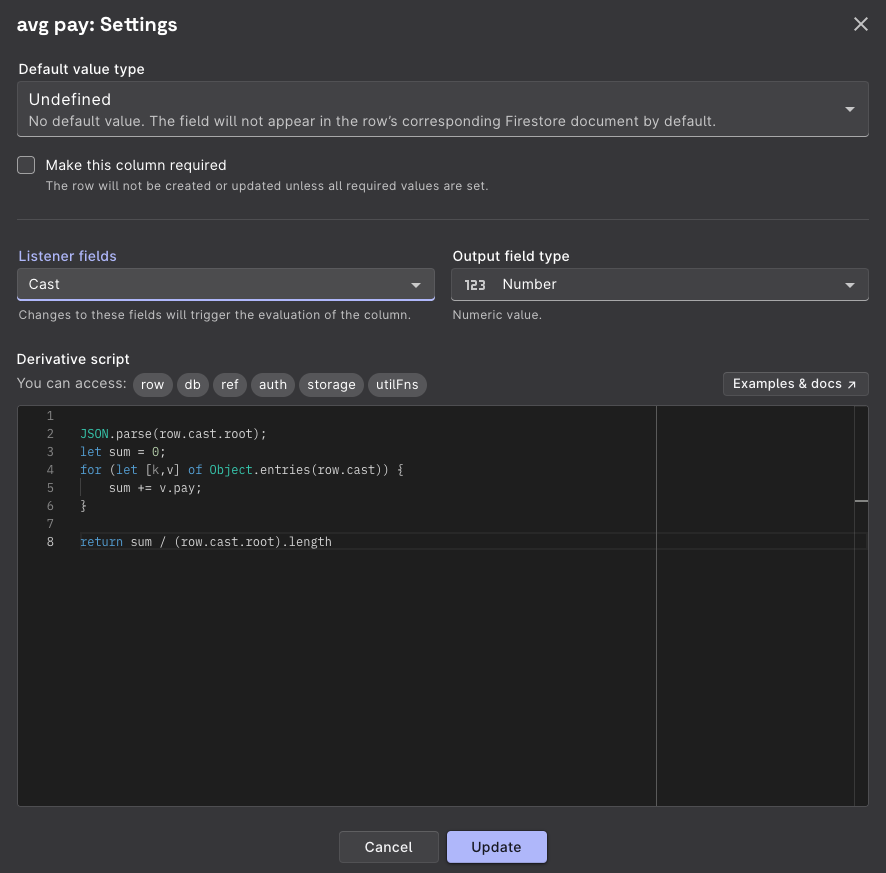 avg pay: Settings
Default value type
Undefined
No default value. The field will not appear in the row’s corresponding Firestore document by default.
Make this column required
The row will not be created or updated unless all required values are set.
Listener fields
Output field type
Cast
123 Number
Changes to these fields will trigger the evaluation of the column.
Numeric value.
Derivative script
You can access: row db ref auth storage utilFns
Examples & docs
1
2 JSON.parse(row.cast.root);
3 let sum = 0;
4 for (let [k,v] of Object.entries(row.cast)) {
5     sum += v.pay;
6 }
7
8 return sum / (row.cast.root).length
Cancel
Update